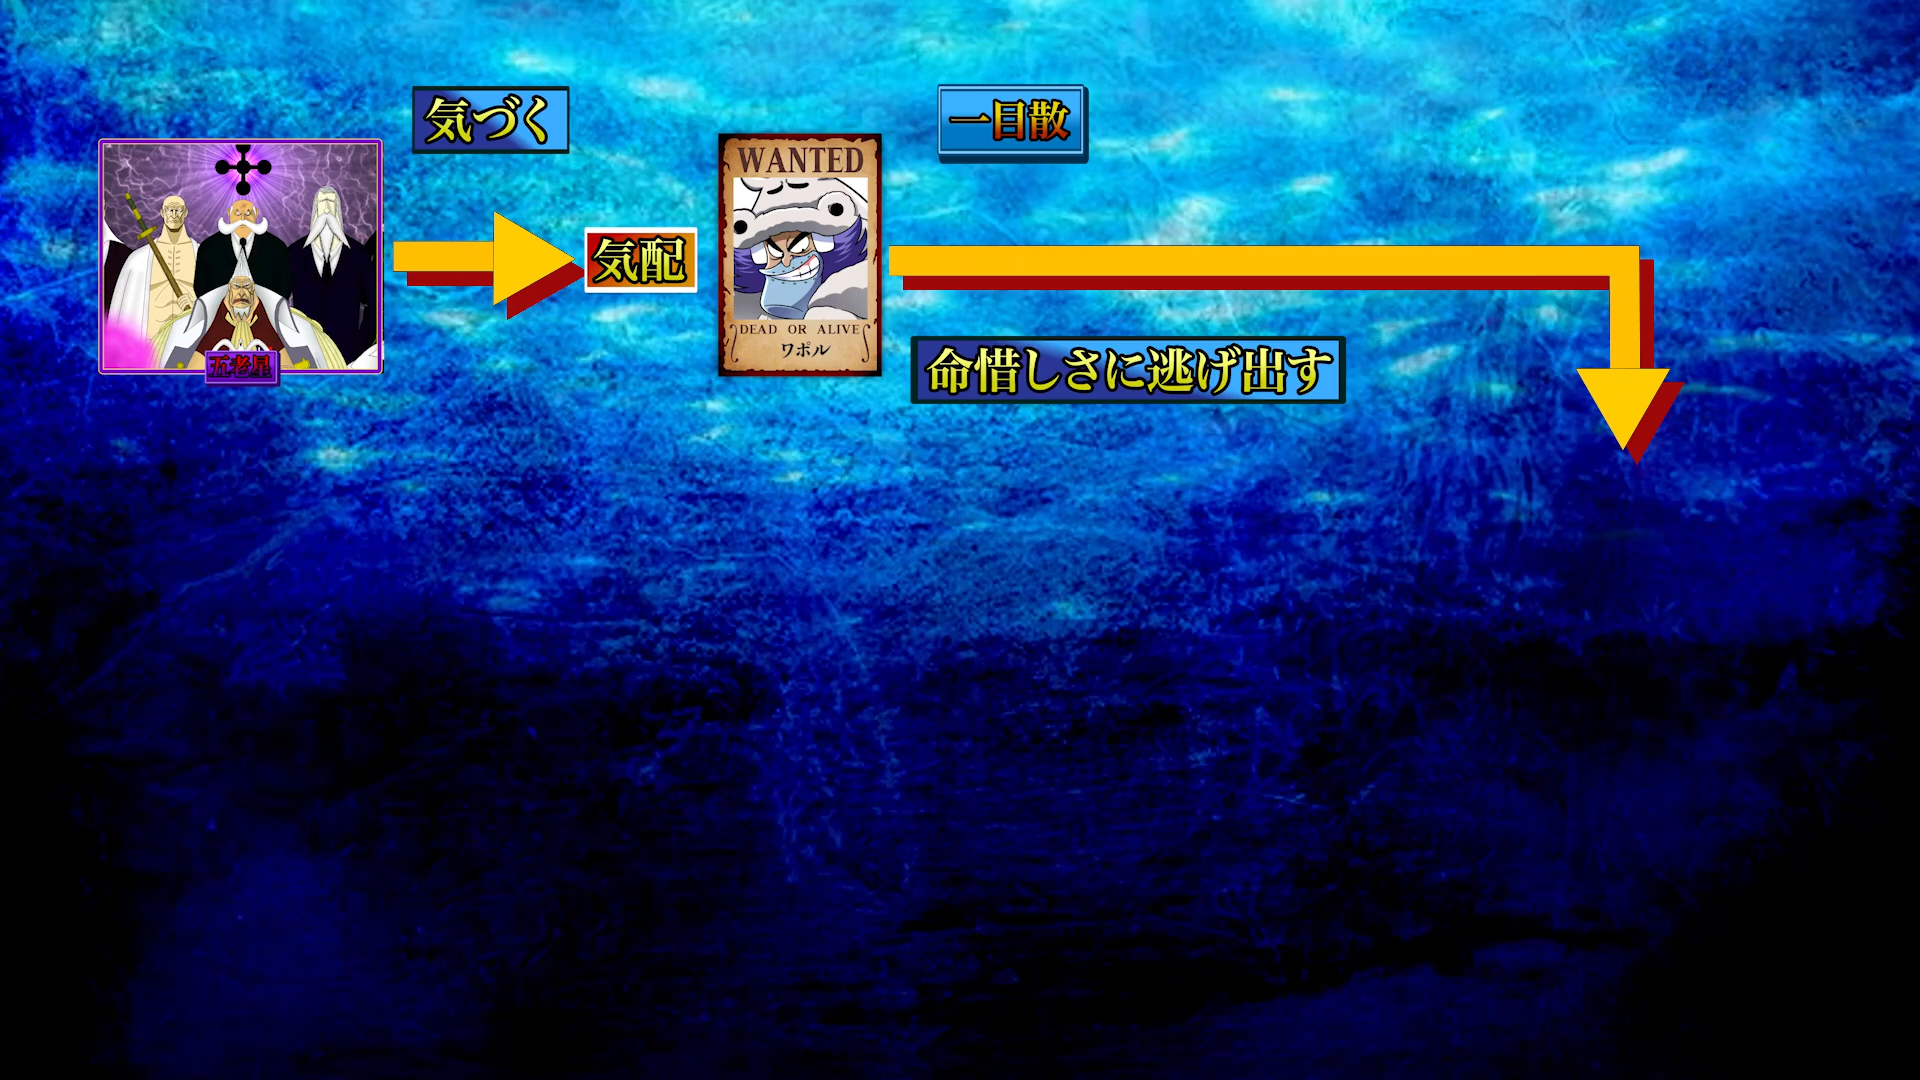 気づく
一目散
WANTED
気配
DEAD OR ALIVE
ワポル
五老星
命惜しさに逃げ出す